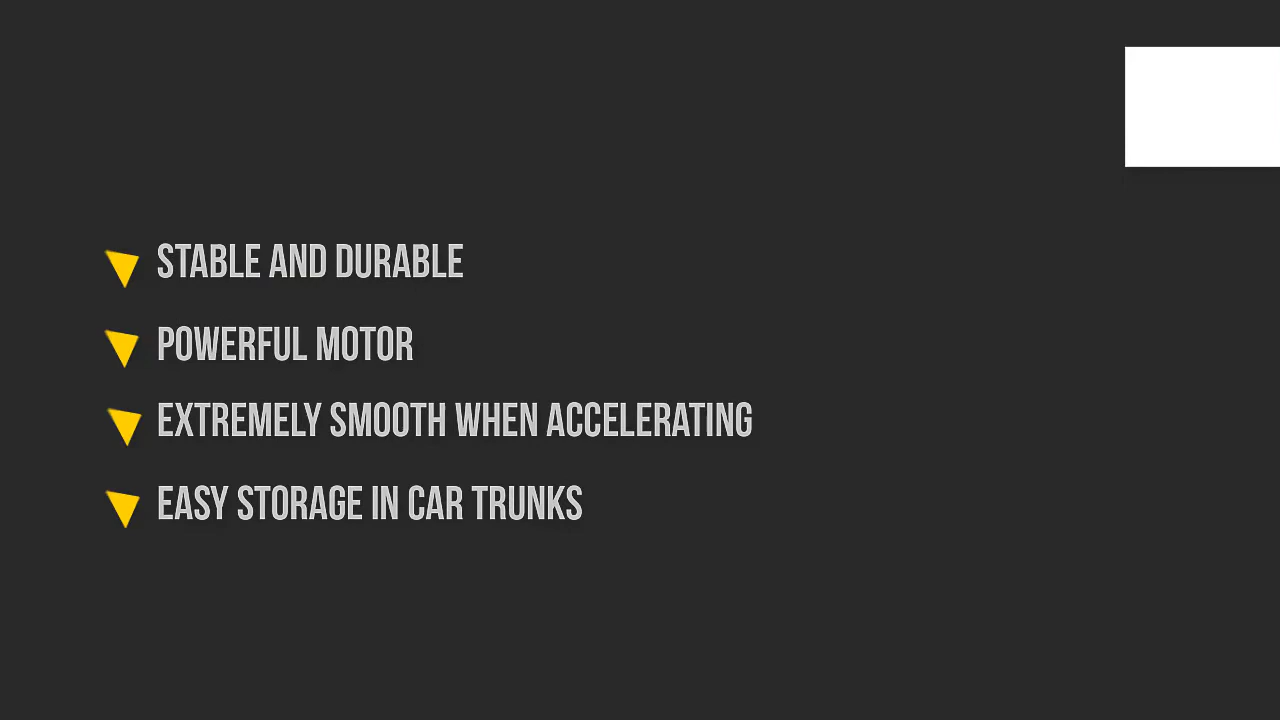 STABLE AND DURABLE
POWERFUL MOTOR
EXTREMELY SMOOTH WHEN ACCELERATING
EASY STORAGE IN CAR TRUNKS